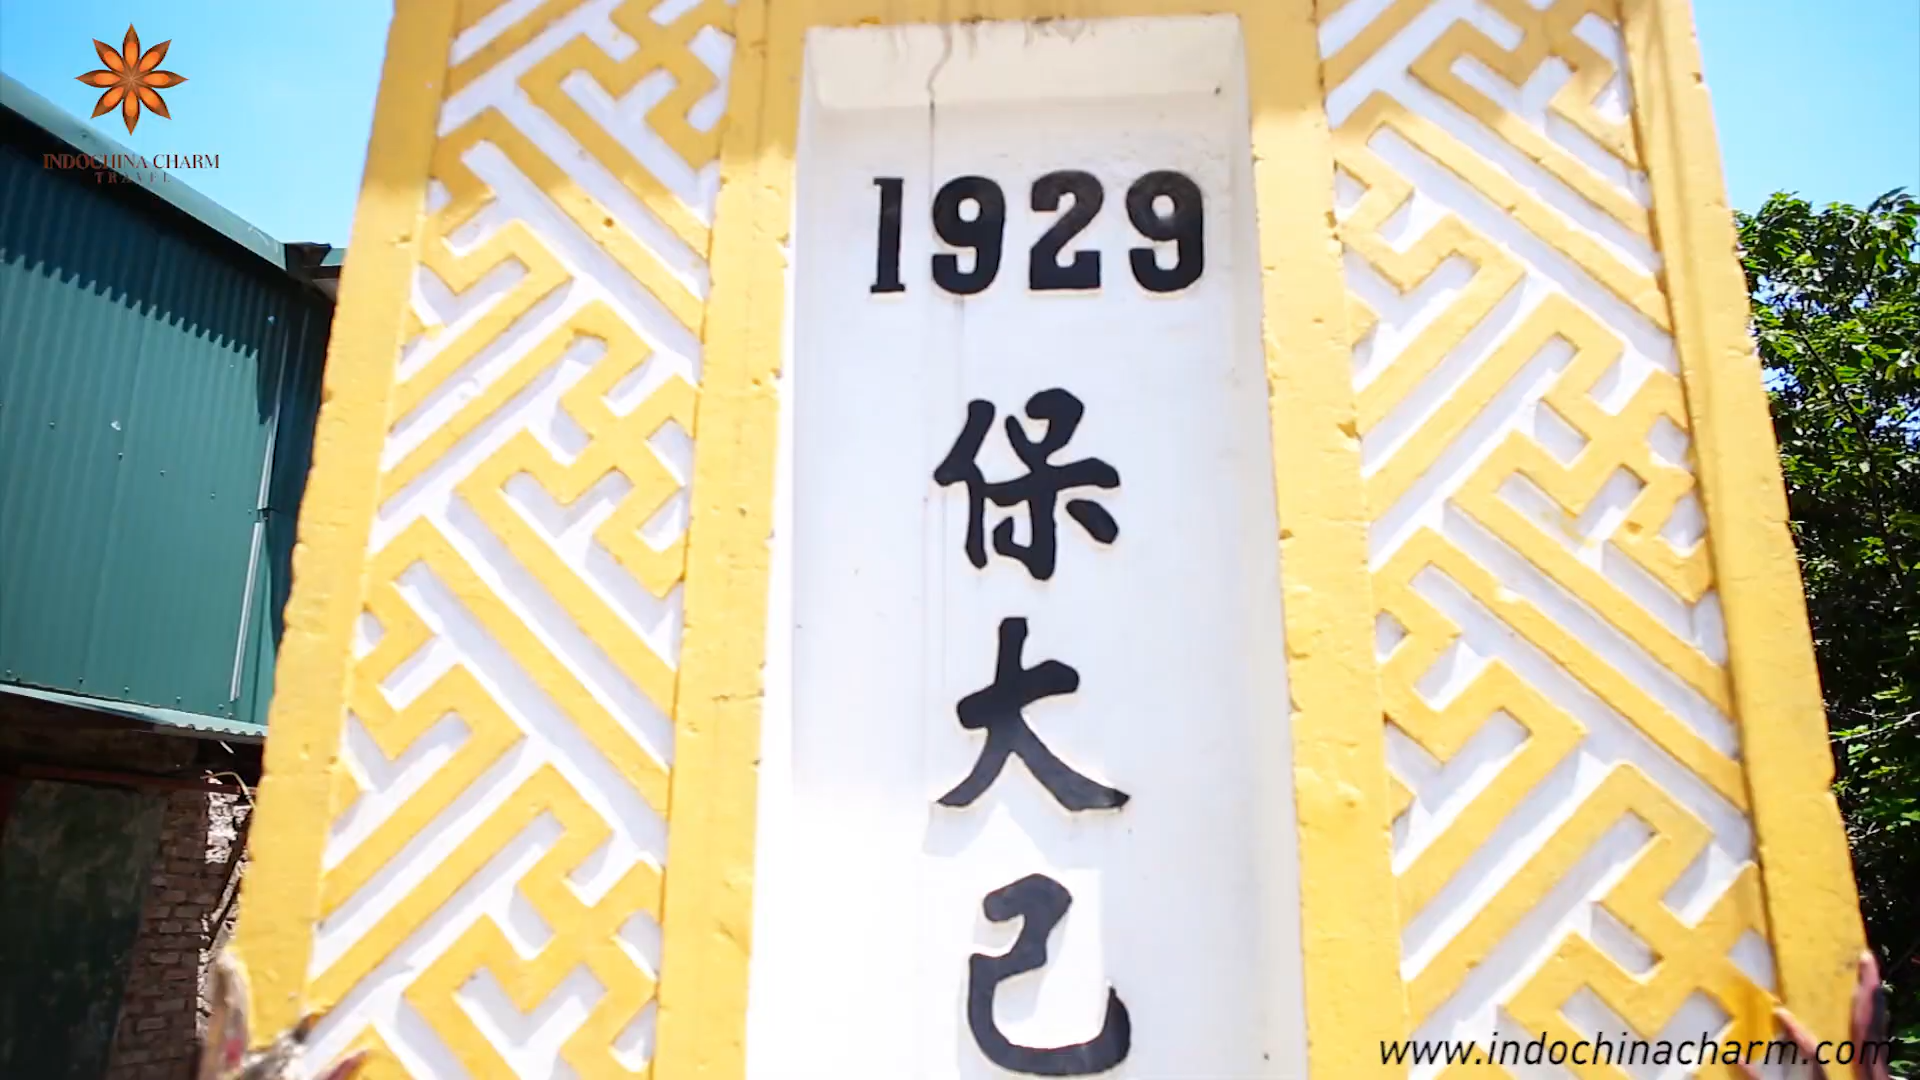 INDOCHINA CHARM
TRAVEL
1929
保
大
己
www.indochinacharm.com